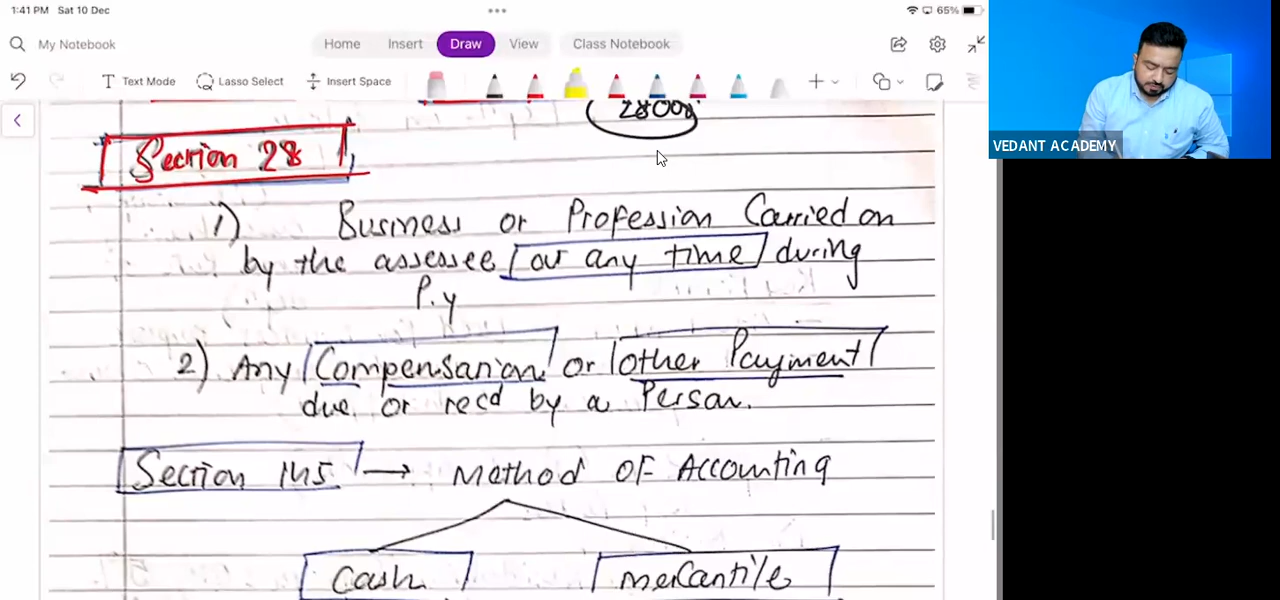 1:41 PM Sat 10 Dec
65%
My Notebook
Home Insert Draw View Class Notebook
Text Mode Lasso Select Insert Space
28000
Section 28
VEDANT ACADEMY
1) Business or Profession Carried on
by the assessee at any time during
P.y
2) Any Compensation or other Payment
due or recd by a Person.
Section 145 → Method OF Accounting
Cash mercantile